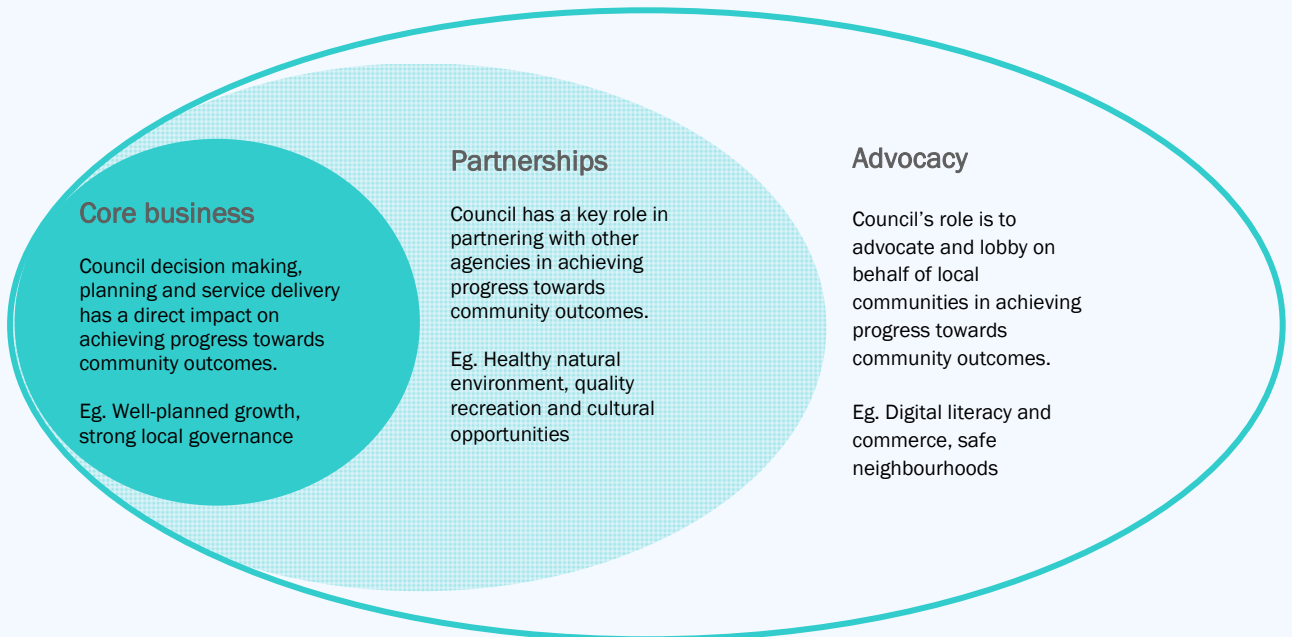 Core business
Council decision making,
planning and service delivery
has a direct impact on
achieving progress towards
community outcomes.
Eg. Well-planned growth,
strong local governance
Partnerships
Council has a key role in
partnering with other
agencies in achieving
progress towards
community outcomes.
Eg. Healthy natural
environment, quality
recreation and cultural
opportunities
Advocacy
Council’s role is to
advocate and lobby on
behalf of local
communities in achieving
progress towards
community outcomes.
Eg. Digital literacy and
commerce, safe
neighbourhoods